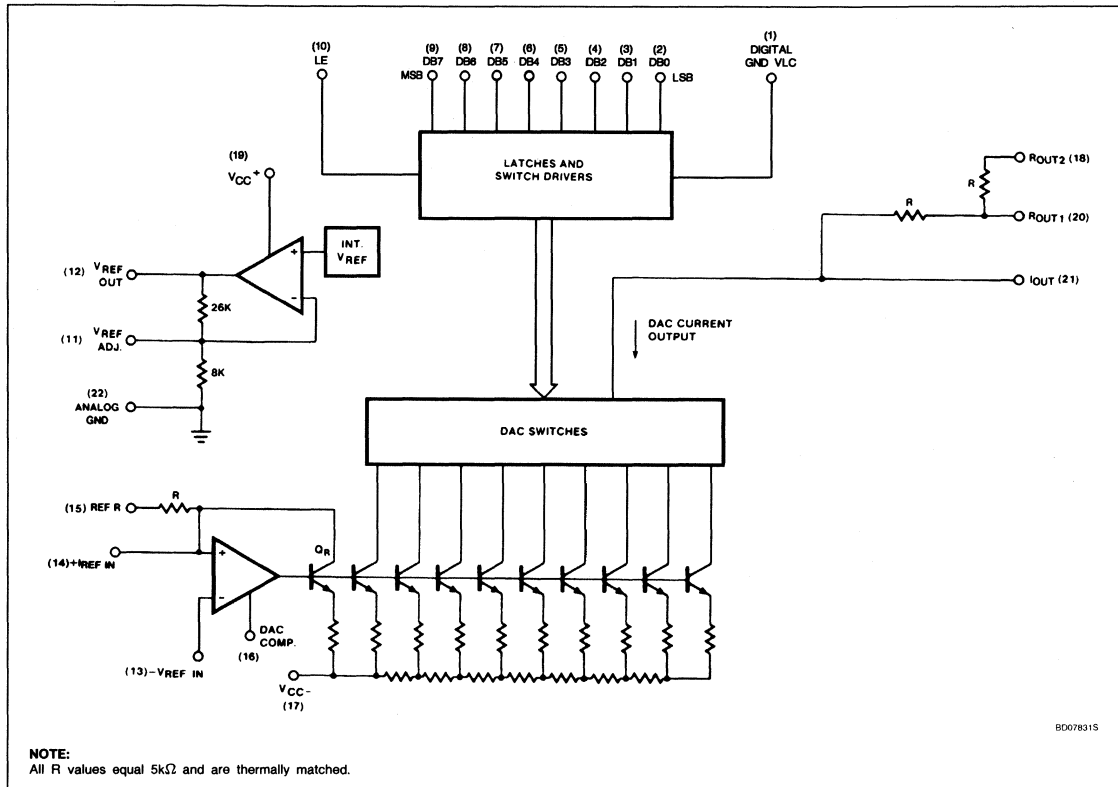 (10)
LE
(9)
DB7
(8)
DB6
(7)
DB5
(6)
DB4
(5)
DB3
(4)
DB2
(3)
DB1
(2)
DB0
(1)
DIGITAL
GND VLC
MSB
LSB
LATCHES AND
SWITCH DRIVERS
ROUT2 (18)
R
R
ROUT1 (20)
IOUT (21)
(19)
VCC+
INT.
VREF
+
−
(12) VREF
OUT
26K
(11) VREF
ADJ.
8K
(22)
ANALOG
GND
DAC CURRENT
OUTPUT
DAC SWITCHES
(15) REF R
R
(14)+IREF IN
+
−
QR
DAC
COMP.
(16)
(13)−VREF IN
VCC−
(17)
BD07831S
NOTE:
All R values equal 5kΩ and are thermally matched.